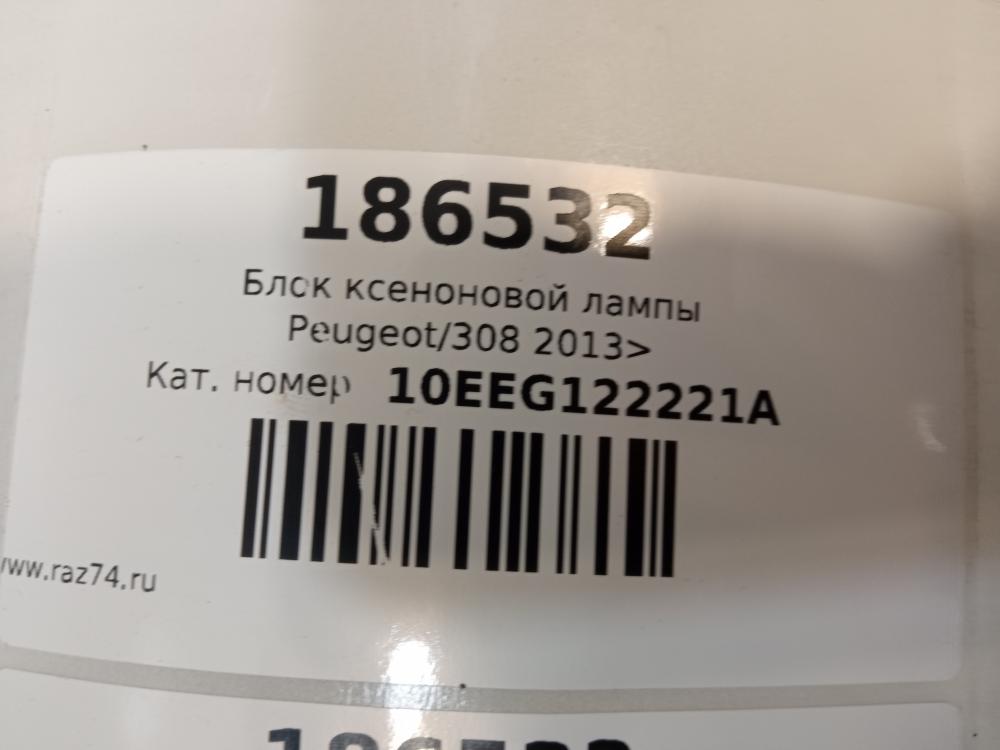 186532
Блок ксеноновой лампы
Peugeot/308 2013>
Кат. номер 10EEG122221A
www.raz74.ru